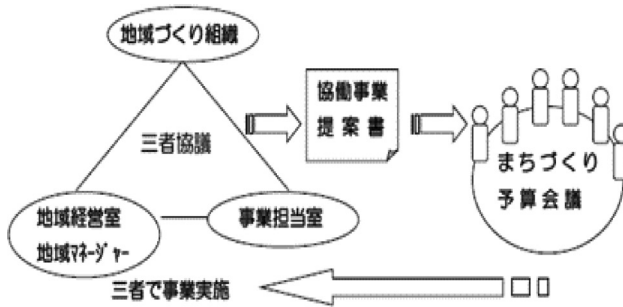 地域づくり組織
三者協議
地域経営室
地域マネージャー
事業担当室
協働事業
提案書
まちづくり
予算会議
三者で事業実施